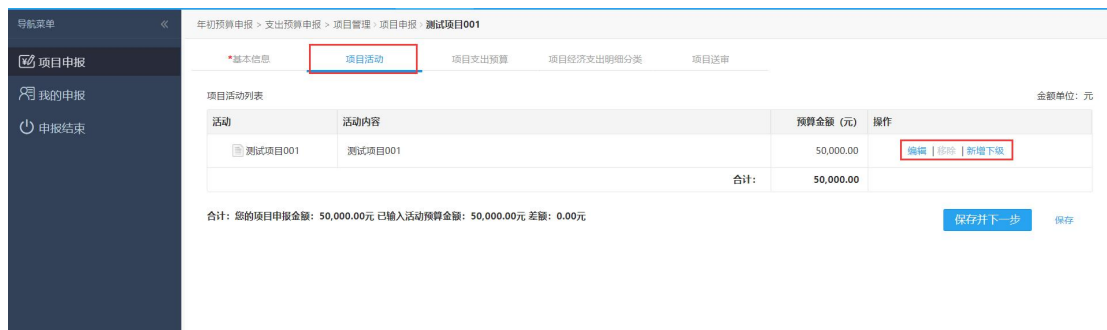 导航菜单 «
年初预算申报 > 支出预算申报 > 项目管理 > 项目申报 > 测试项目001
项目申报
我的申报
申报结束
*基本信息 项目活动 项目支出预算 项目经济支出明细分类 项目送审
项目活动列表 金额单位：元
活动 活动内容 预算金额（元） 操作
测试项目001 测试项目001 50,000.00 编辑 | 移除 | 新增下级
合计： 50,000.00
合计：您的项目申报金额：50,000.00元 已输入活动预算金额：50,000.00元 差额：0.00元
保存并下一步 保存